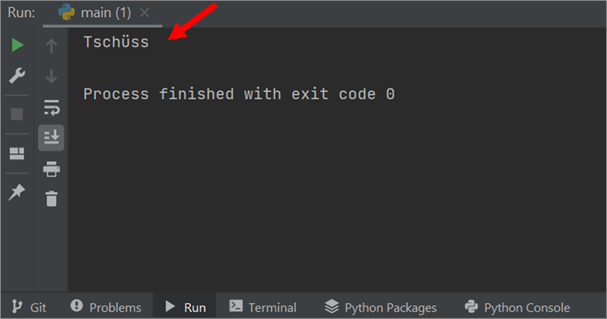 Run: main (1)
Tschüss
Process finished with exit code 0
Git Problems Run Terminal Python Packages Python Console